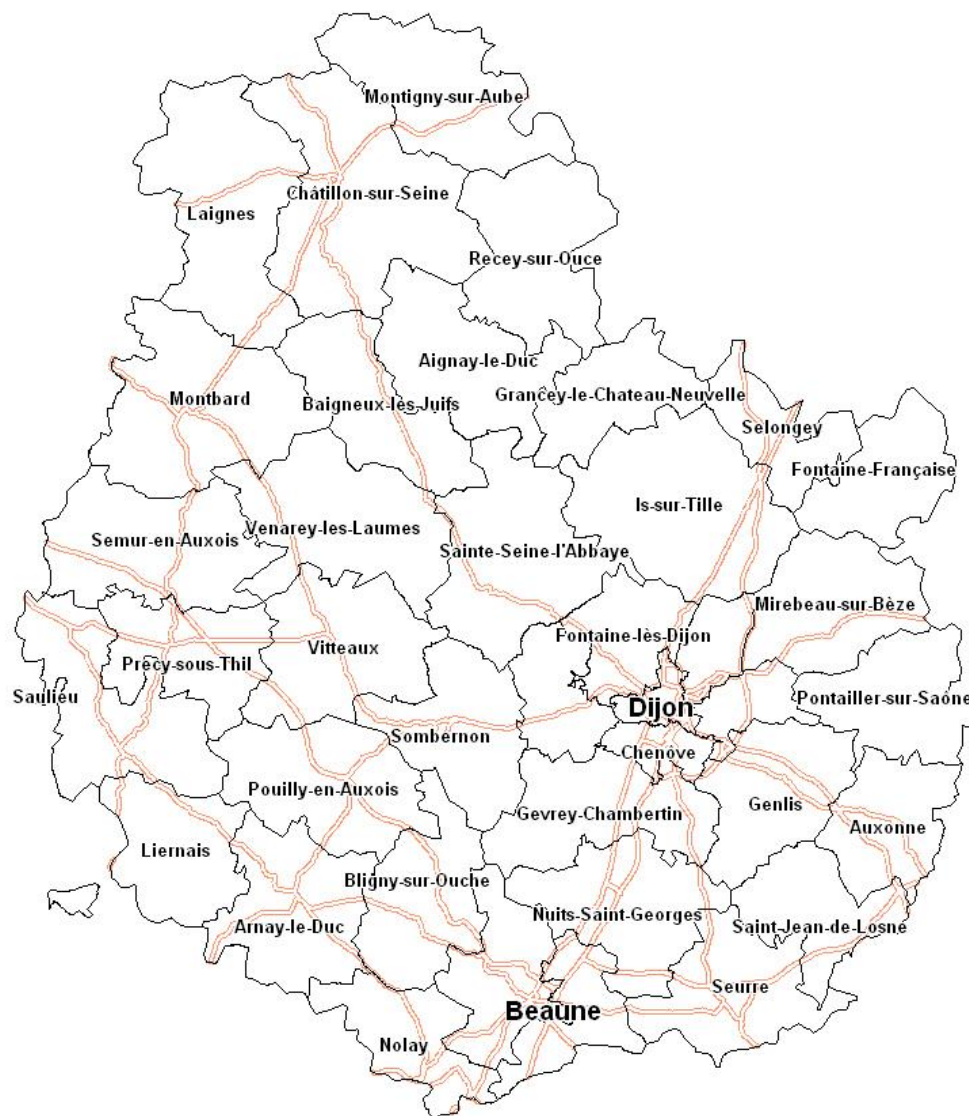 Montigny-sur-Aube
Châtillon-sur-Seine
Laignes
Recey-sur-Ouce
Aignay-le-Duc
Grancey-le-Chateau-Neuvelle
Montbard
Baigneux-les-Juifs
Selongey
Fontaine-Française
Is-sur-Tille
Venarey-les-Laumes
Semur-en-Auxois
Sainte-Seine-l'Abbaye
Mirebeau-sur-Bèze
Fontaine-lès-Dijon
Vitteaux
Précy-sous-Thil
Saulieu
Pontailler-sur-Saône
Dijon
Sombernon
Chenôve
Pouilly-en-Auxois
Genlis
Gevrey-Chambertin
Auxonne
Liernais
Bligny-sur-Ouche
Nuits-Saint-Georges
Arnay-le-Duc
Saint-Jean-de-Losne
Seurre
Beaune
Nolay